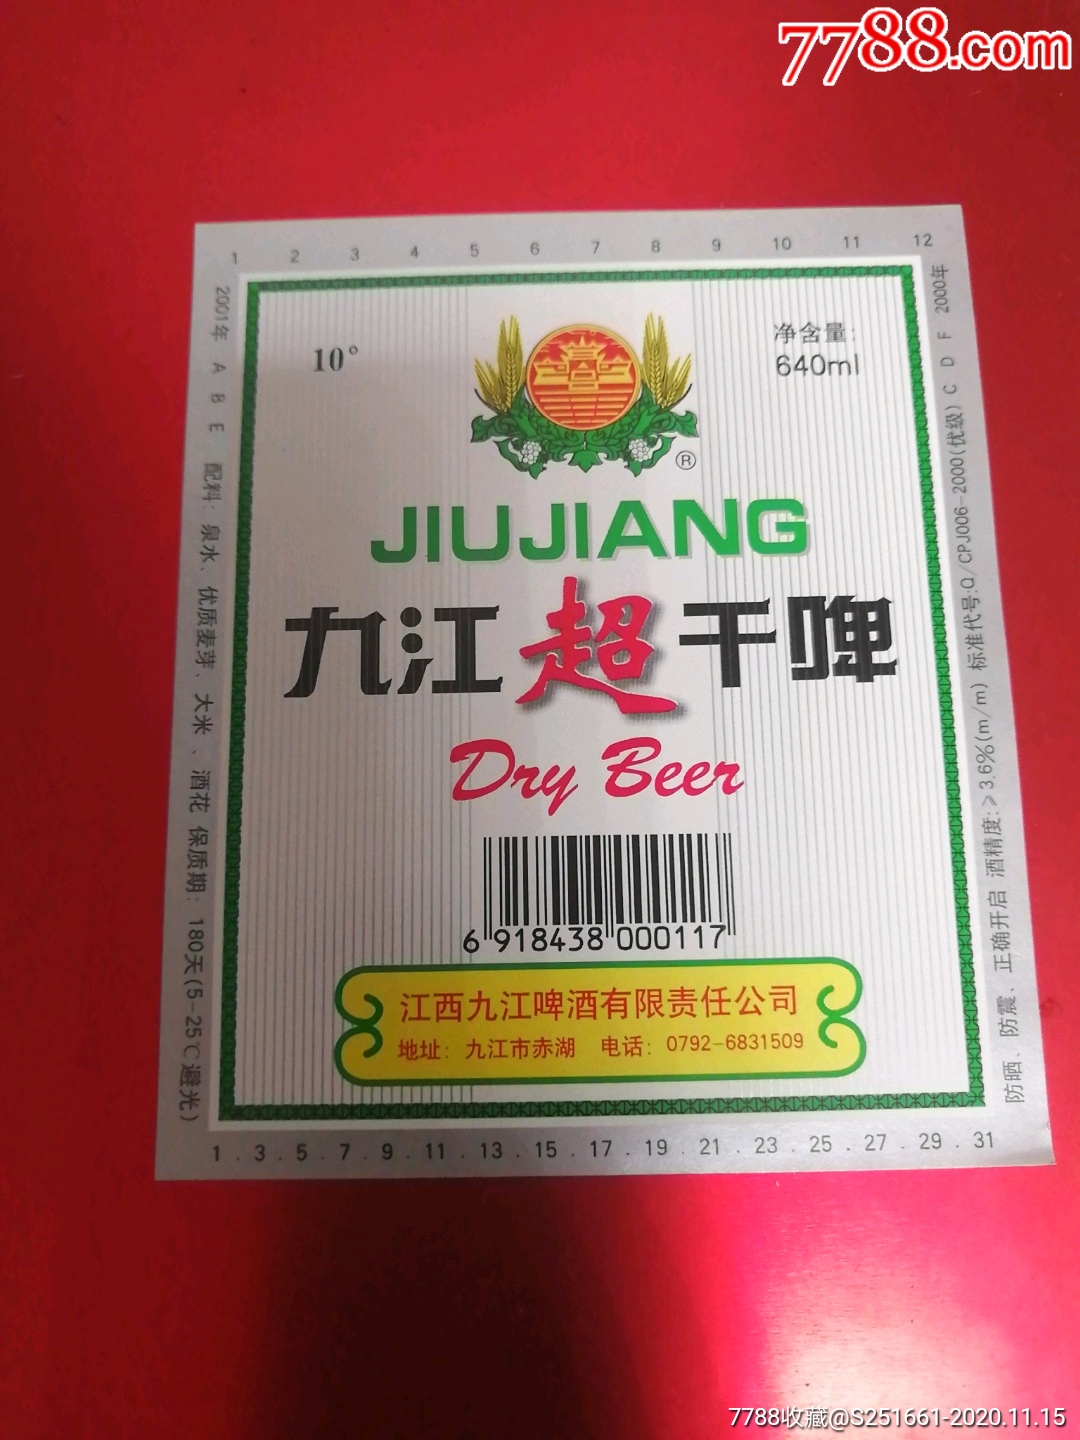 7788.com
1 2 3 4 5 6 7 8 9 10 11 12
10°
净含量:
640ml
®
JIUJIANG
九江超干啤
Dry Beer
6 918438 000117
江西九江啤酒有限责任公司
地址: 九江市赤湖 电话: 0792-6831509
2001年 A B E 配料: 泉水、优质麦芽、大米、酒花 保质期: 180天(5-25℃避光)
防晒、防震、正确开启 酒精度:≥3.6%(m/m) 标准代号:Q/CPJ006-2000(优级) C D F 2000年
1 . 3 . 5 . 7 . 9 . 11 . 13 . 15 . 17 . 19 . 21 . 23 . 25 . 27 . 29 . 31
7788收藏@S251661-2020.11.15